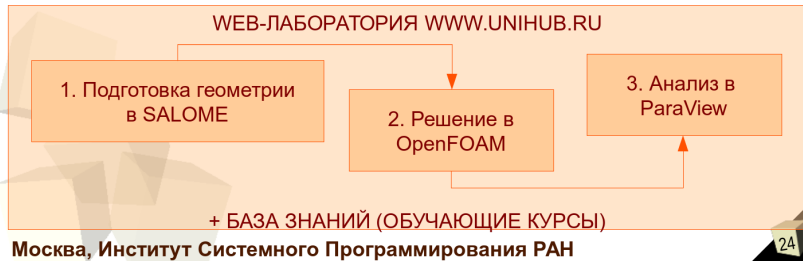 WEB-ЛАБОРАТОРИЯ WWW.UNIHUB.RU
1. Подготовка геометрии
в SALOME
2. Решение в
OpenFOAM
3. Анализ в
ParaView
+ БАЗА ЗНАНИЙ (ОБУЧАЮЩИЕ КУРСЫ)
Москва, Институт Системного Программирования РАН
24